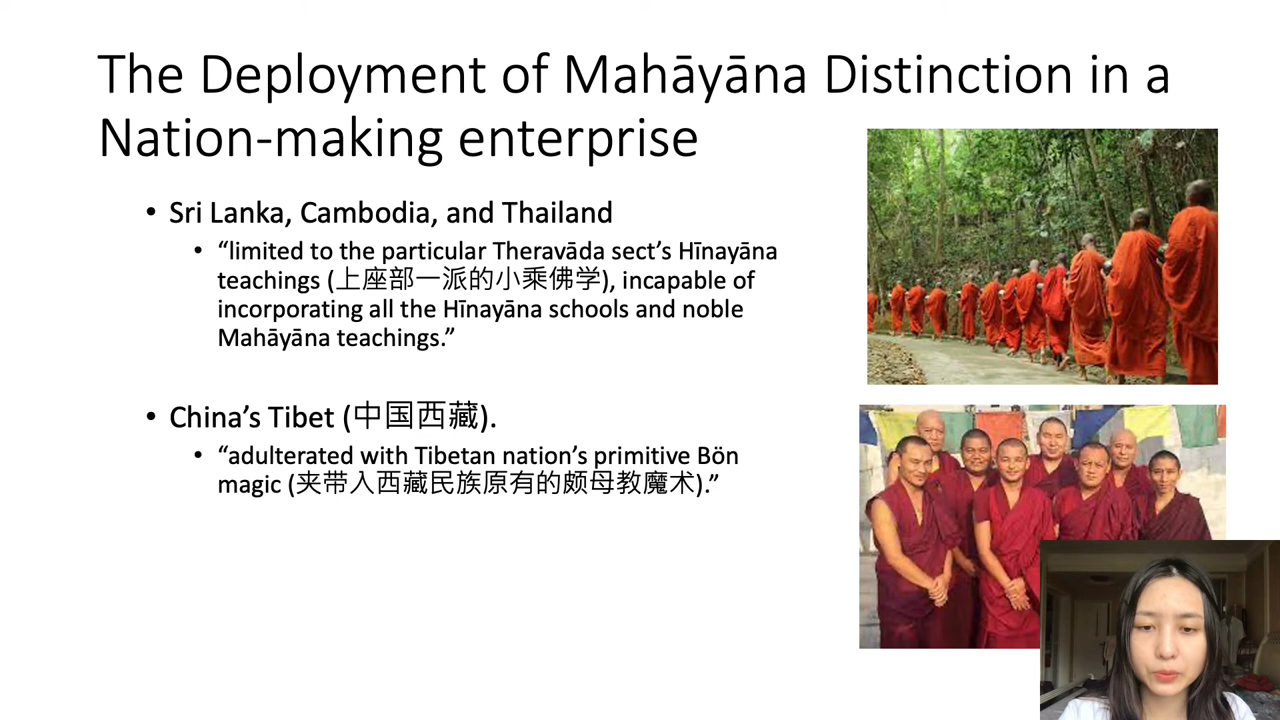 The Deployment of Mahāyāna Distinction in a
Nation-making enterprise
• Sri Lanka, Cambodia, and Thailand
• “limited to the particular Theravāda sect’s Hīnayāna
teachings (上座部一派的小乘佛学), incapable of
incorporating all the Hīnayāna schools and noble
Mahāyāna teachings.”
• China’s Tibet (中国西藏).
• “adulterated with Tibetan nation’s primitive Bön
magic (夹带入西藏民族原有的颇母教魔术).”